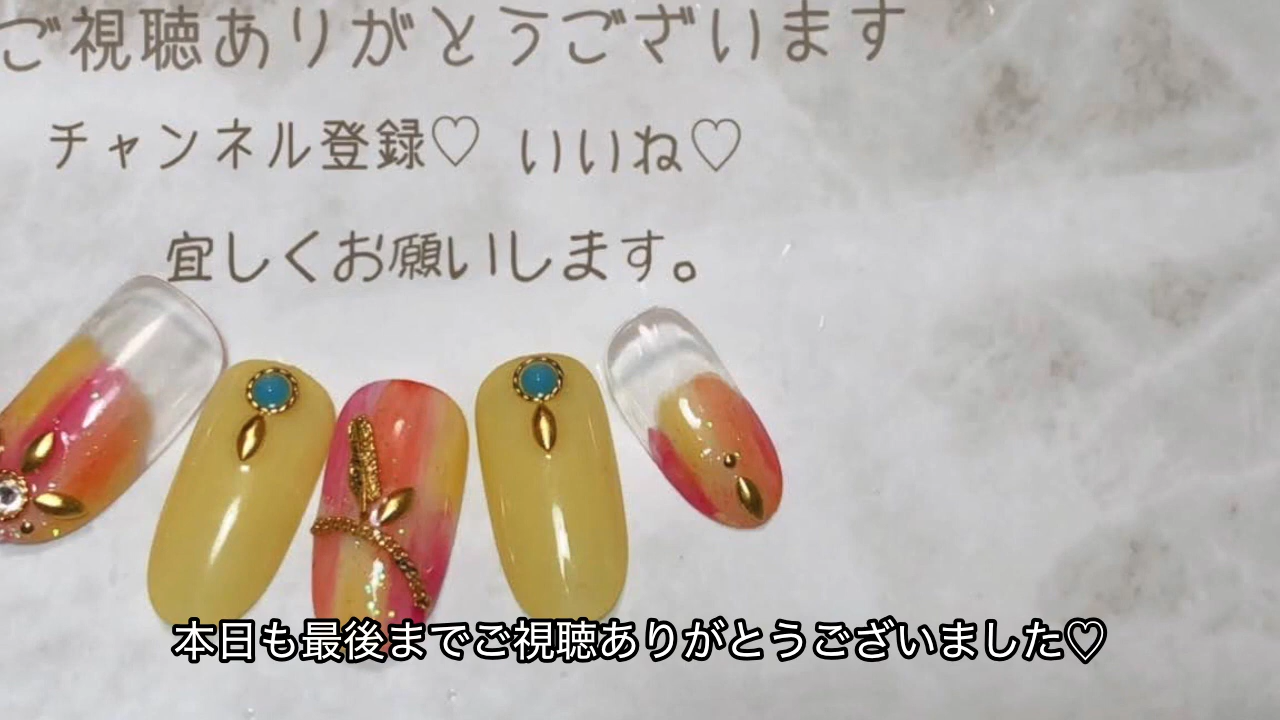 ご視聴ありがとうございます
チャンネル登録♡ いいね♡
宜しくお願いします。
本日も最後までご視聴ありがとうございました♡